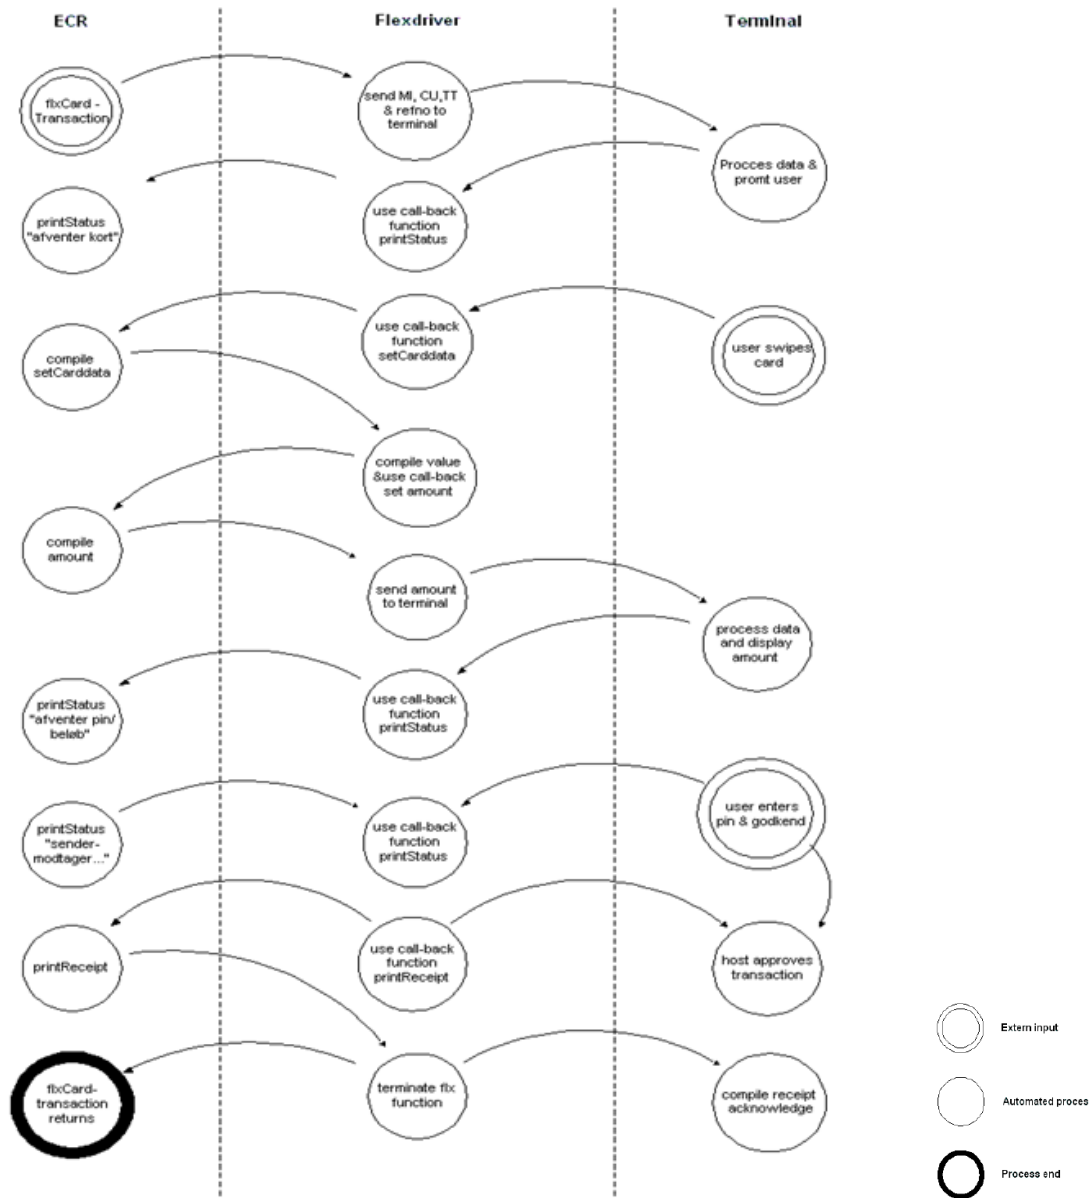 ECR
Flexdriver
Terminal
flxCard -
Transaction
send MI, CU,TT
& refno to
terminal
Procces data &
promt user
printStatus
"afventer kort"
use call-back
function
printStatus
compile
setCarddata
use call-back
function
setCarddata
user swipes
card
compile value
&use call-back
set amount
compile
amount
send amount
to terminal
process data
and display
amount
printStatus
"afventer pin/
beløb"
use call-back
function
printStatus
user enters
pin & godkend
printStatus
"sender-
modtager..."
use call-back
function
printStatus
printReceipt
use call-back
function
printReceipt
host approves
transaction
flxCard-
transaction
returns
terminate flx
function
compile receipt
acknowledge
Extern input
Automated proces
Process end